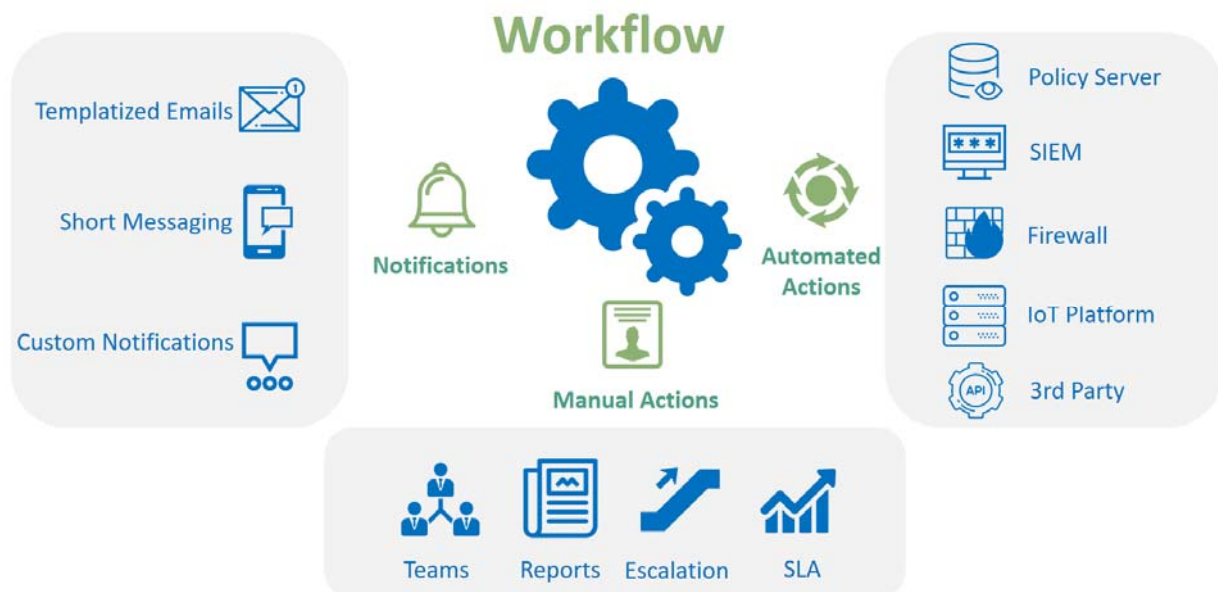 Workflow
Templatized Emails
1
Short Messaging
Custom Notifications
Notifications
Automated
Actions
Manual Actions
Policy Server
***
SIEM
Firewall
IoT Platform
API
3rd Party
Teams
Reports
Escalation
SLA